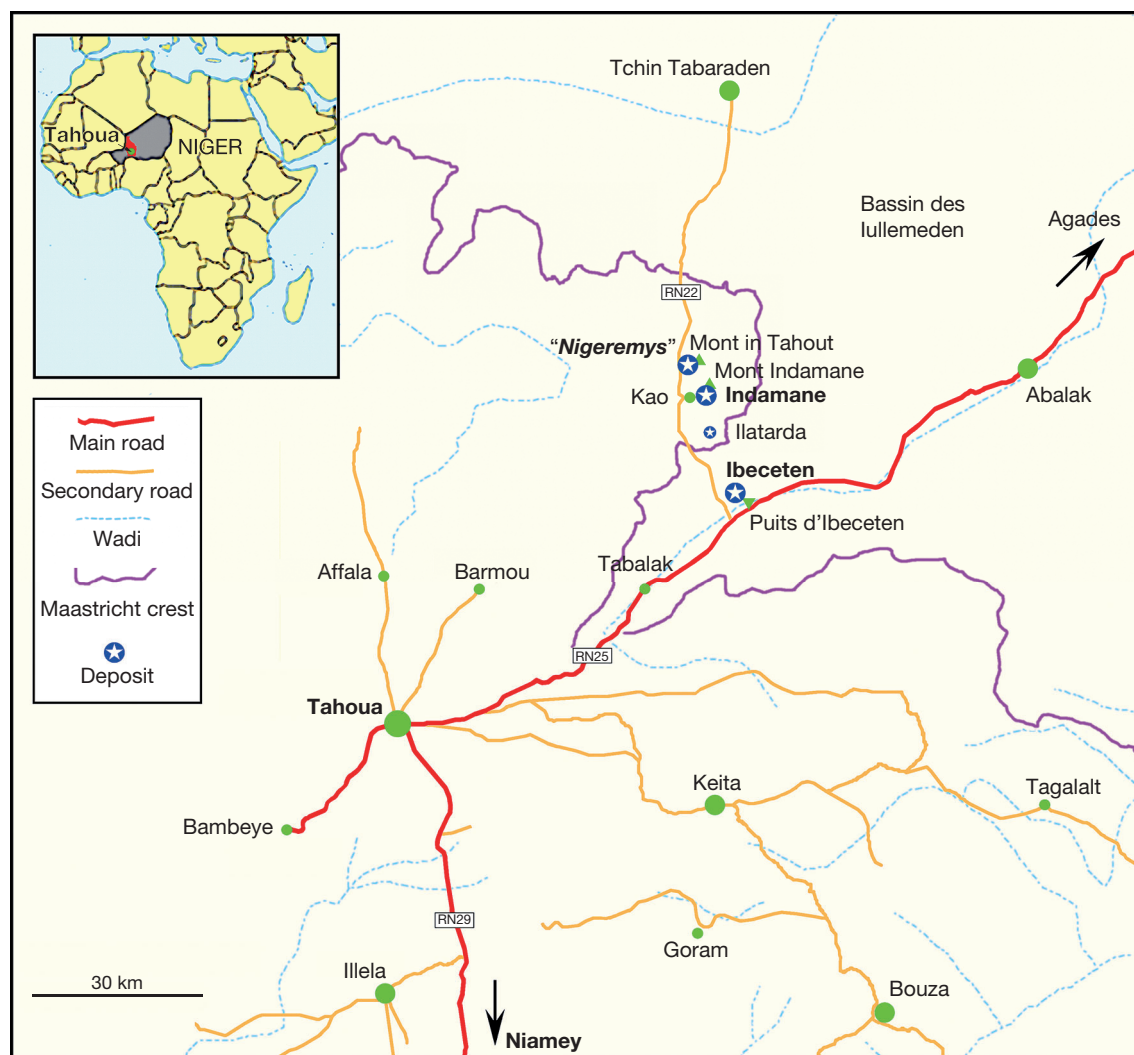 Tahoua
NIGER
Main road
Secondary road
Wadi
Maastricht crest
Deposit
Tchin Tabaraden
Bassin des
Iullemeden
Agades
RN22
“Nigeremys”
Mont in Tahout
Mont Indamane
Kao
Indamane
Abalak
Ilatarda
Ibeceten
Puits d’Ibeceten
Affala
Barmou
Tabalak
RN25
Tahoua
Keita
Tagalalt
Bambeye
RN29
Goram
Illela
Bouza
30 km
Niamey